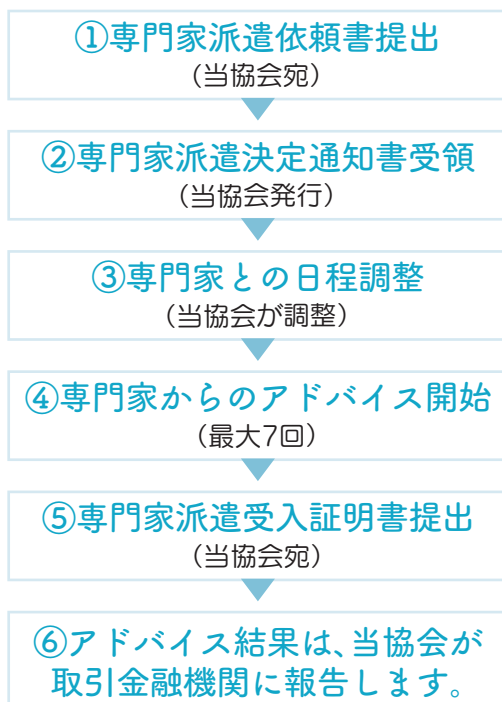 ①専門家派遣依頼書提出
(当協会宛)
②専門家派遣決定通知書受領
(当協会発行)
③専門家との日程調整
(当協会が調整)
④専門家からのアドバイス開始
(最大7回)
⑤専門家派遣受入証明書提出
(当協会宛)
⑥アドバイス結果は、当協会が
取引金融機関に報告します。